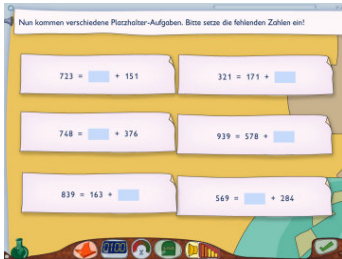 Nun kommen verschiedene Platzhalter-Aufgaben. Bitte setze die fehlenden Zahlen ein!
723 = + 151
321 = 171 +
748 = + 376
939 = 578 +
839 = 163 +
569 = + 284